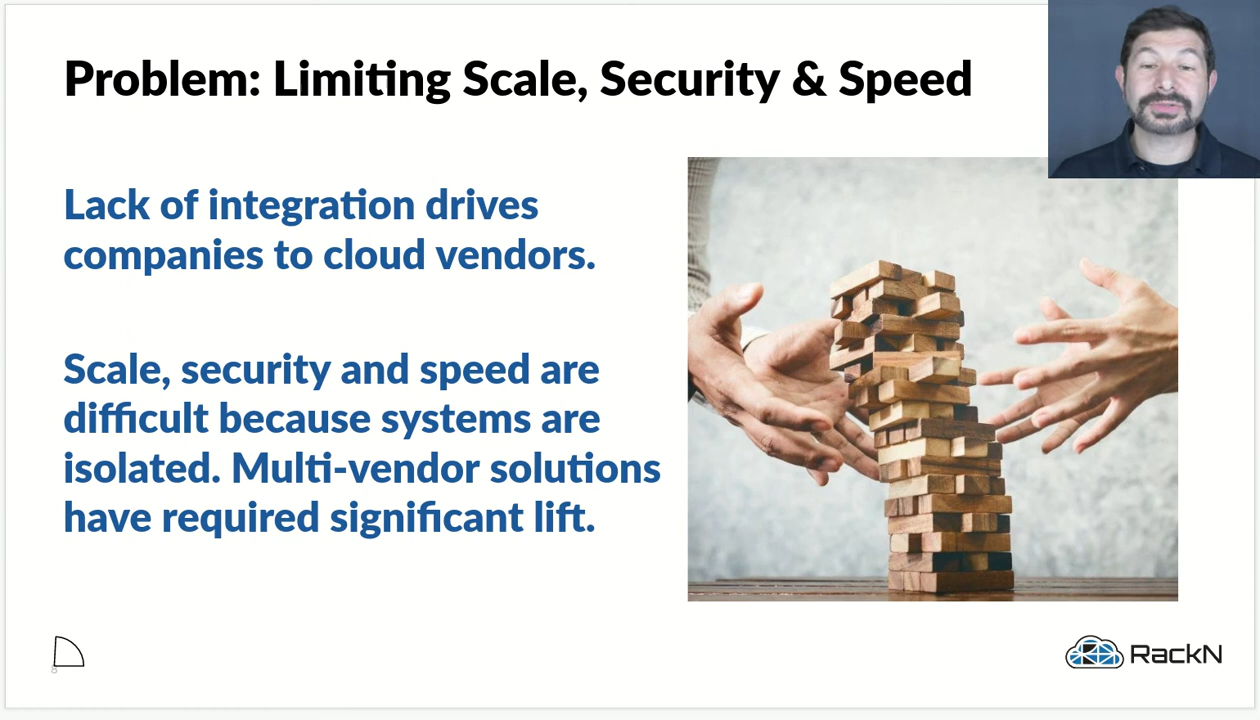 Problem: Limiting Scale, Security & Speed
Lack of integration drives
companies to cloud vendors.
Scale, security and speed are
difficult because systems are
isolated. Multi-vendor solutions
have required significant lift.
RackN